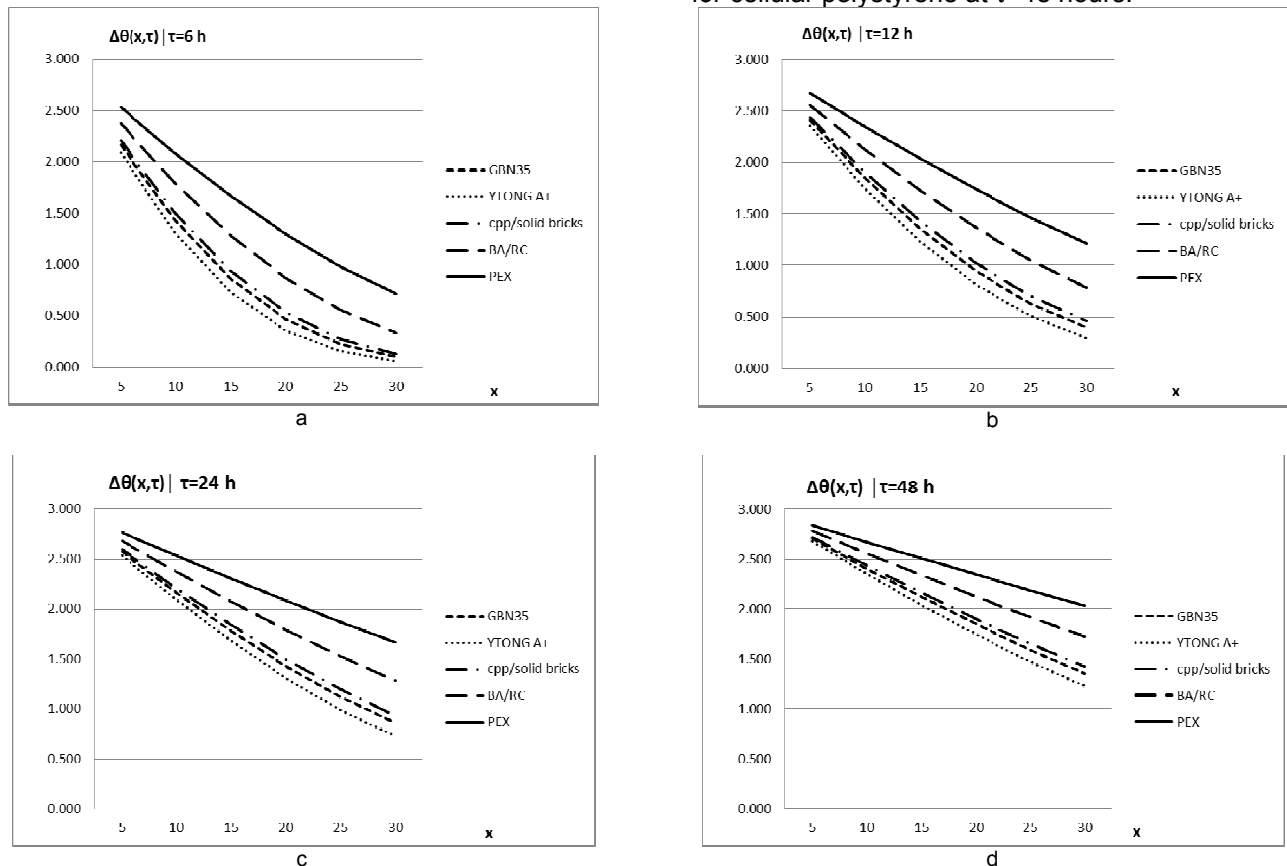 for cellular polystyrene at
hours.
Δθ(x,τ)|τ=6 h
3.000
2.500
2.000
1.500
1.000
0.500
0.000
5 10 15 20 25 30
x
GBN35
YTONG A+
cpp/solid bricks
BA/RC
PEX
a
Δθ(x,τ) |τ=12 h
3.000
2.500
2.000
1.500
1.000
0.500
0.000
5 10 15 20 25 30
x
GBN35
YTONG A+
cpp/solid bricks
BA/RC
PEX
b
Δθ(x,τ)| τ=24 h
3.000
2.500
2.000
1.500
1.000
0.500
0.000
5 10 15 20 25 30
x
GBN35
YTONG A+
cpp/solid bricks
BA/RC
PEX
c
Δθ(x,τ) |τ=48 h
3.000
2.500
2.000
1.500
1.000
0.500
0.000
5 10 15 20 25 30
x
GBN35
YTONG A+
cpp/solid bricks
BA/RC
PEX
d